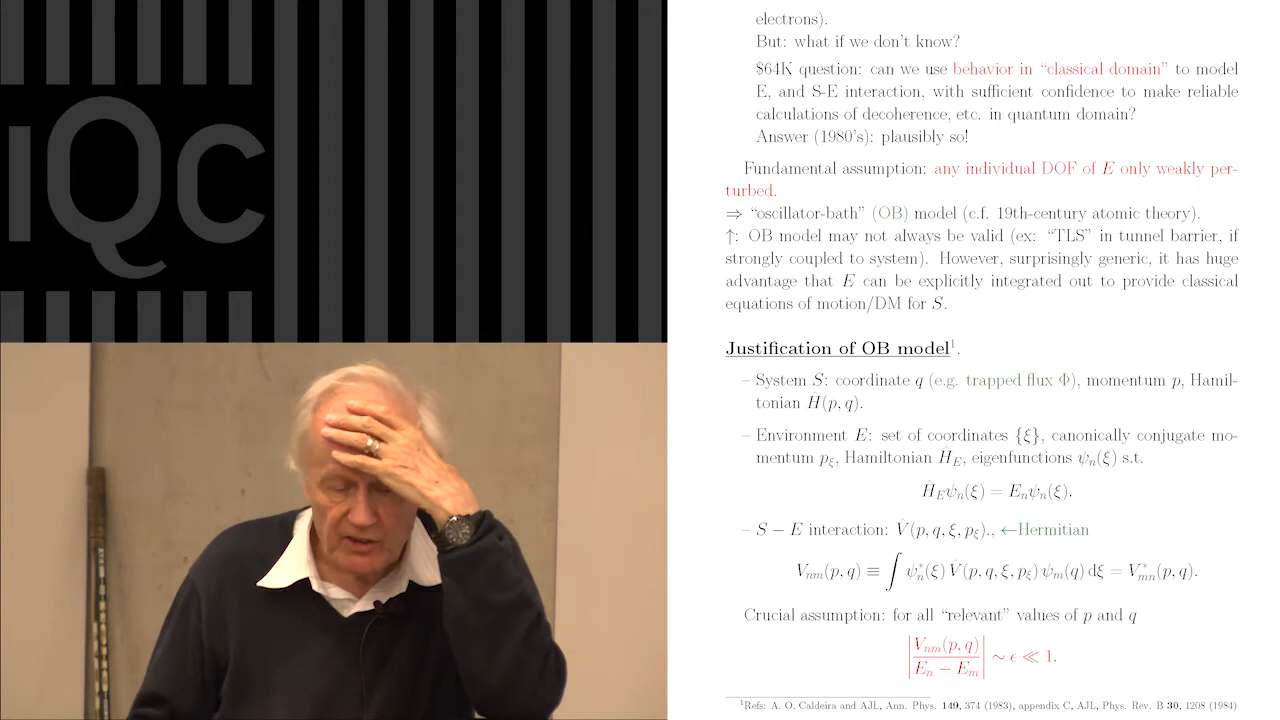 IQC
electrons).
But: what if we don't know?
$64K question: can we use behavior in “classical domain” to model
E, and S-E interaction, with sufficient confidence to make reliable
calculations of decoherence, etc. in quantum domain?
Answer (1980's): plausibly so!
Fundamental assumption: any individual DOF of E only weakly per-
turbed.
⇒ “oscillator-bath” (OB) model (c.f. 19th-century atomic theory).
↑: OB model may not always be valid (ex: “TLS” in tunnel barrier, if
strongly coupled to system). However, surprisingly generic, it has huge
advantage that E can be explicitly integrated out to provide classical
equations of motion/DM for S.
Justification of OB model¹.
– System S: coordinate q (e.g. trapped flux Φ), momentum p, Hamil-
tonian Ĥ(p, q).
– Environment E: set of coordinates {ξ}, canonically conjugate mo-
mentum p_ξ, Hamiltonian Ĥ_E, eigenfunctions ψ_n(ξ) s.t.
Ĥ_Eψ_n(ξ) = E_nψ_n(ξ).
– S − E interaction: V̂(p, q, ξ, p_ξ)., ←Hermitian
V_nm(p, q) ≡ ∫ ψ_n*(ξ) V̂(p, q, ξ, p_ξ) ψ_m(q) dξ = V_mn*(p, q).
Crucial assumption: for all “relevant” values of p and q
|V_nm(p, q) / E_n − E_m| ∼ ϵ ≪ 1.
¹Refs: A. O. Caldeira and AJL, Ann. Phys. 149, 374 (1983), appendix C, AJL, Phys. Rev. B 30, 1208 (1984)